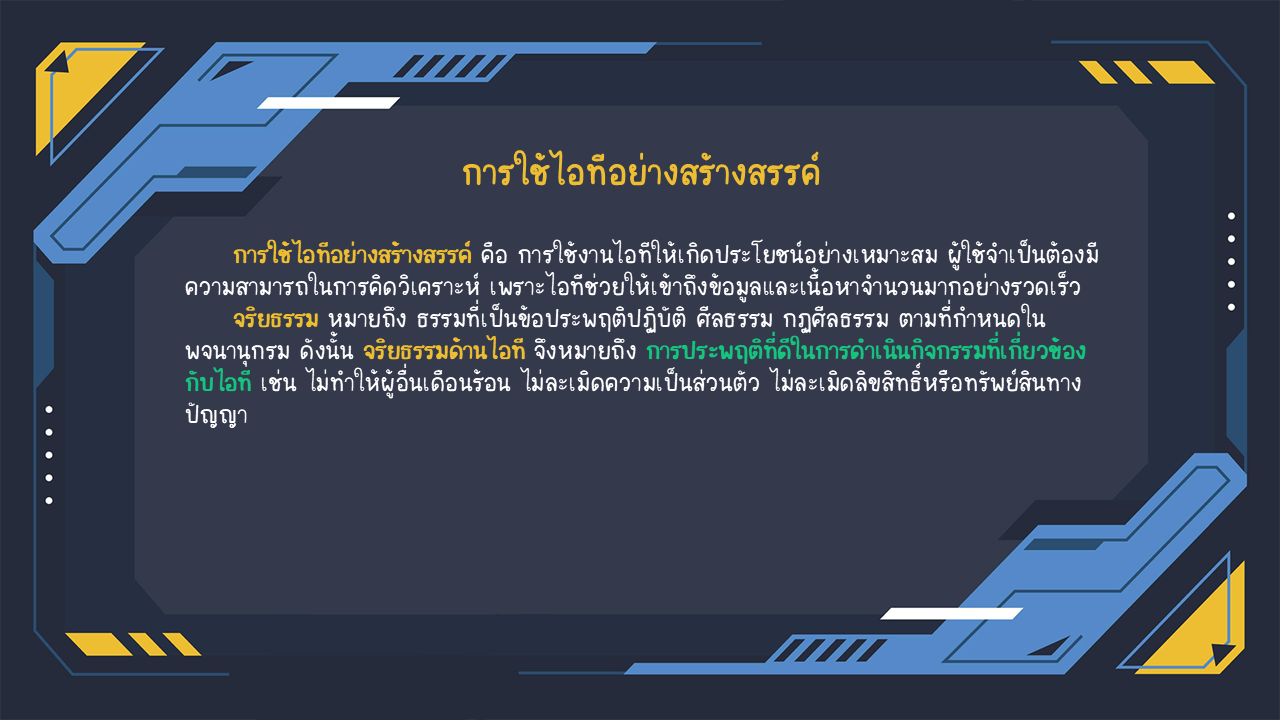 การใช้ไอทีอย่างสร้างสรรค์
การใช้ไอทีอย่างสร้างสรรค์ คือ การใช้งานไอทีให้เกิดประโยชน์อย่างเหมาะสม ผู้ใช้จำเป็นต้องมี
ความสามารถในการคิดวิเคราะห์ เพราะไอทีช่วยให้เข้าถึงข้อมูลและเนื้อหาจำนวนมากอย่างรวดเร็ว
จริยธรรม หมายถึง ธรรมที่เป็นข้อประพฤติปฏิบัติ ศีลธรรม กฎศีลธรรม ตามที่กำหนดใน
พจนานุกรม ดังนั้น จริยธรรมด้านไอที จึงหมายถึง การประพฤติที่ดีในการดำเนินกิจกรรมที่เกี่ยวข้อง
กับไอที เช่น ไม่ทำให้ผู้อื่นเดือนร้อน ไม่ละเมิดความเป็นส่วนตัว ไม่ละเมิดลิขสิทธิ์หรือทรัพย์สินทาง
ปัญญา